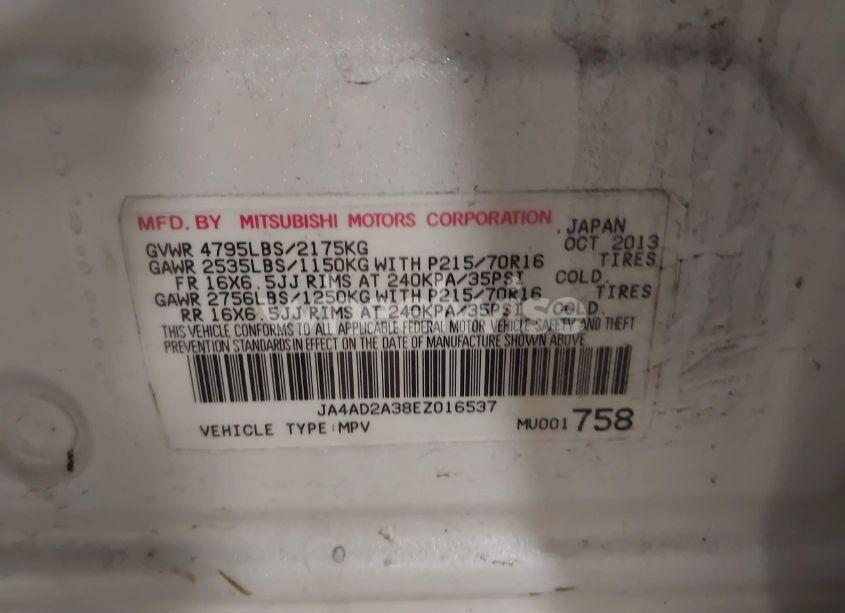 MFD. BY MITSUBISHI MOTORS CORPORATION . JAPAN
GVWR 4795LBS/2175KG OCT 2013
GAWR 2535LBS/1150KG WITH P215/70R16 TIRES
FR 16X6.5JJ RIMS AT 240KPA/35PSI COLD.
GAWR 2756LBS/1250KG WITH P215/70R16 TIRES
RR 16X6.5JJ RIMS AT 240KPA/35PSI COLD.
THIS VEHICLE CONFORMS TO ALL APPLICABLE FEDERAL MOTOR VEHICLE SAFETY AND THEFT
PREVENTION STANDARDS IN EFFECT ON THE DATE OF MANUFACTURE SHOWN ABOVE.
JA4AD2A38EZ016537
VEHICLE TYPE:MPV MU001 758